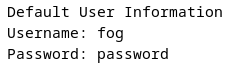 Default User Information
Username: fog
Password: password